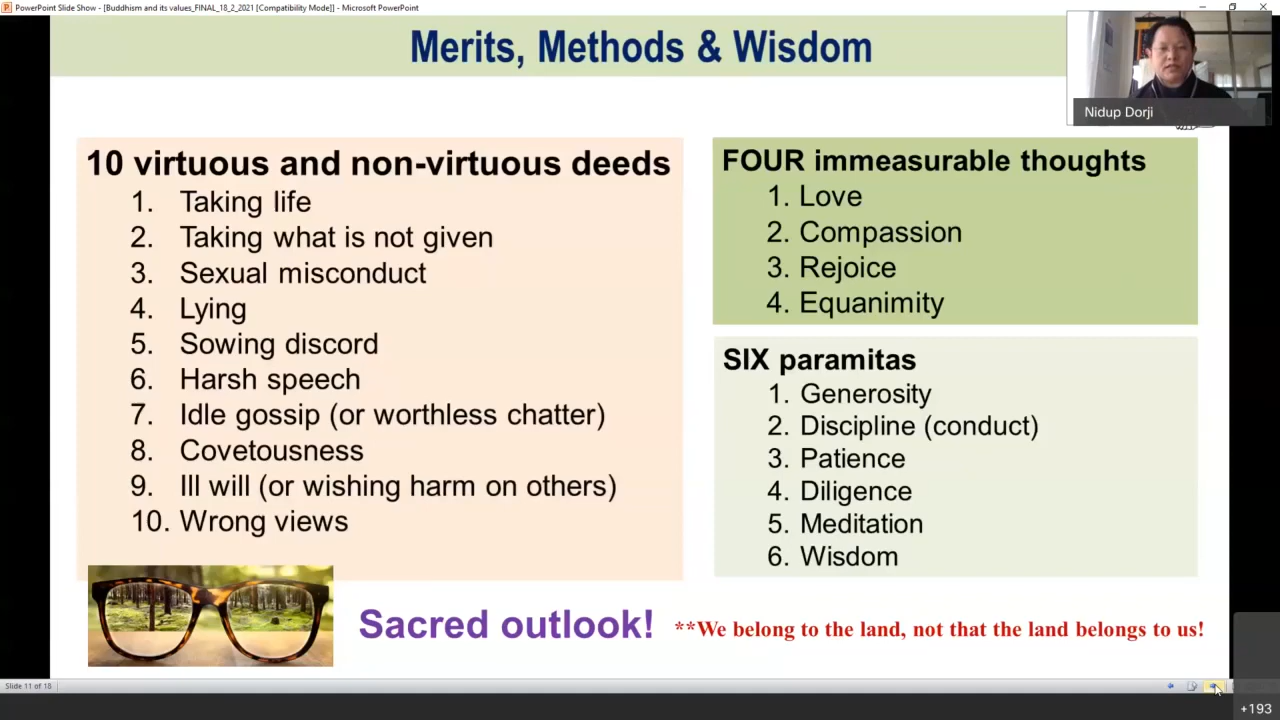 PowerPoint Slide Show - [Buddhism and its values_FINAL_18_2_2021 [Compatibility Mode]] - Microsoft PowerPoint
Merits, Methods & Wisdom
Nidup Dorji
10 virtuous and non-virtuous deeds
1. Taking life
2. Taking what is not given
3. Sexual misconduct
4. Lying
5. Sowing discord
6. Harsh speech
7. Idle gossip (or worthless chatter)
8. Covetousness
9. Ill will (or wishing harm on others)
10. Wrong views
FOUR immeasurable thoughts
1. Love
2. Compassion
3. Rejoice
4. Equanimity
SIX paramitas
1. Generosity
2. Discipline (conduct)
3. Patience
4. Diligence
5. Meditation
6. Wisdom
Sacred outlook!
**We belong to the land, not that the land belongs to us!
Slide 11 of 18
+193